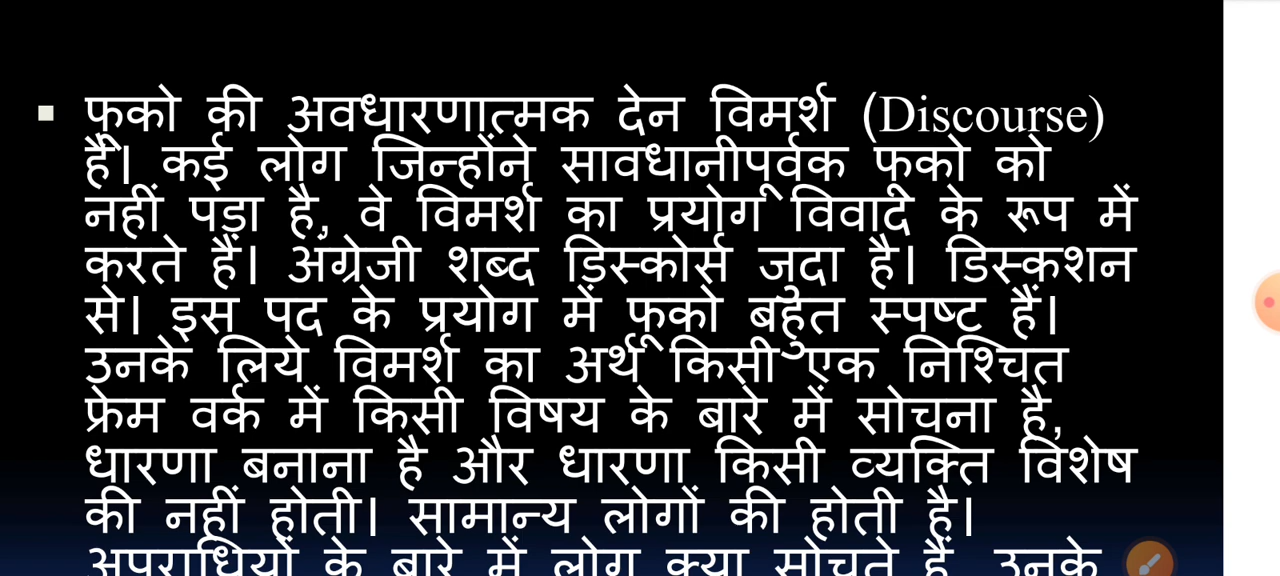 ▪ फूको की अवधारणात्मक देन विमर्श (Discourse)
है। कई लोग जिन्होंने सावधानीपूर्वक फूको को
नहीं पड़ा है, वे विमर्श का प्रयोग विवाद के रूप में
करते हैं। अंग्रेजी शब्द डिस्कोर्स जुदा है। डिस्कशन
से। इस पद के प्रयोग में फूको बहुत स्पष्ट हैं।
उनके लिये विमर्श का अर्थ किसी एक निश्चित
फ्रेम वर्क में किसी विषय के बारे में सोचना है,
धारणा बनाना है और धारणा किसी व्यक्ति विशेष
की नहीं होती। सामान्य लोगों की होती है।
अपराधियों के बारे में लोग क्या सोचते हैं उनके